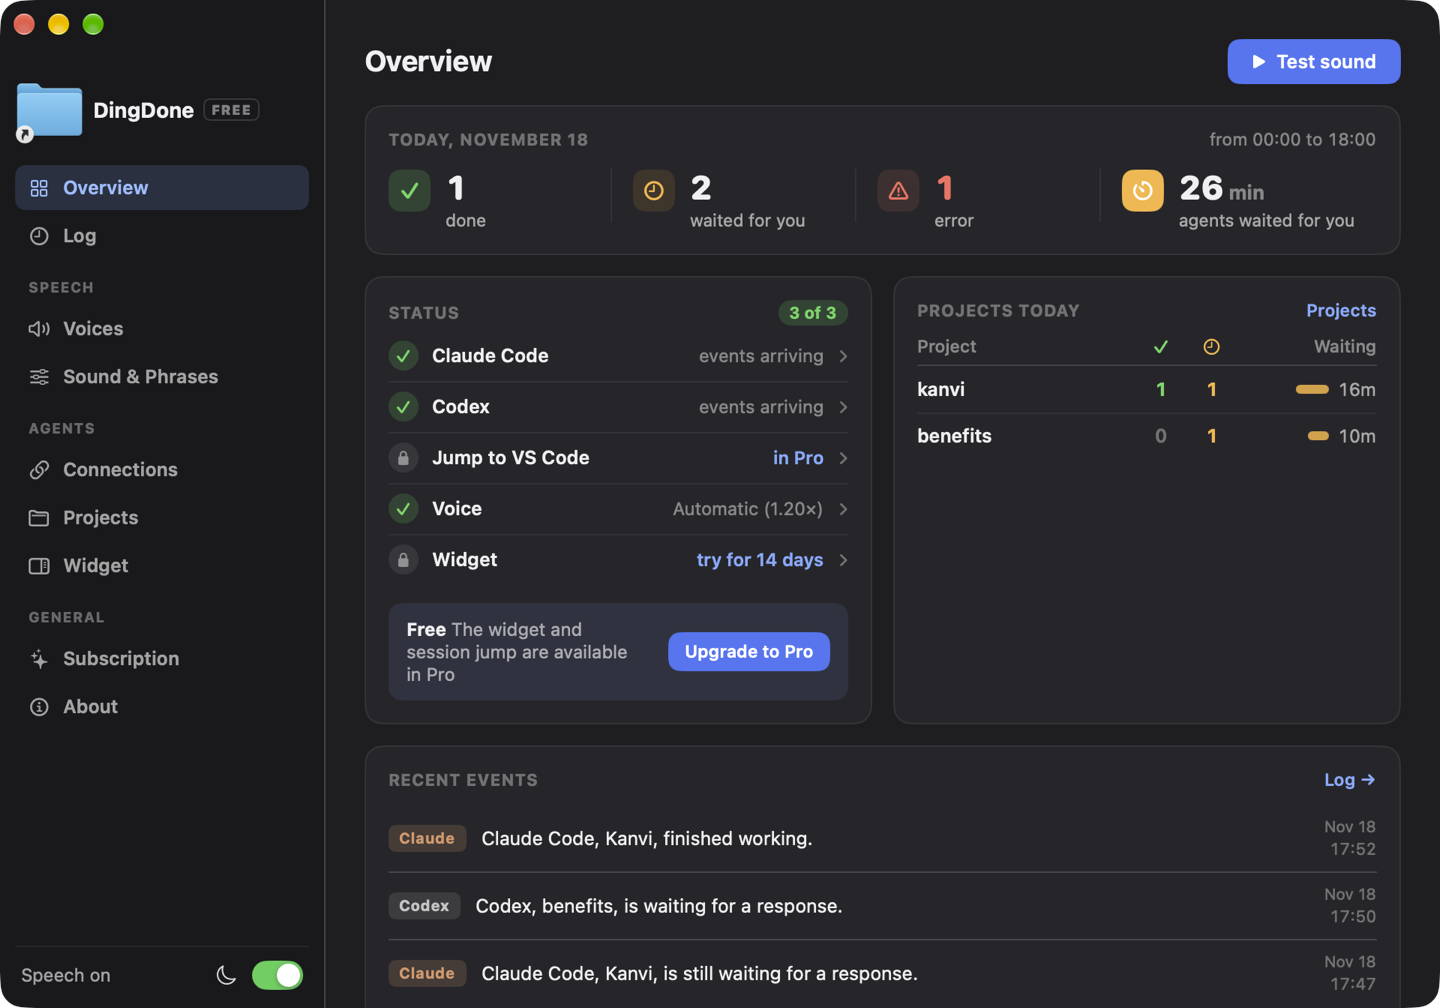 DingDone FREE
Overview
Log
SPEECH
Voices
Sound & Phrases
AGENTS
Connections
Projects
Widget
GENERAL
Subscription
About
Speech on
Overview
Test sound
TODAY, NOVEMBER 18
from 00:00 to 18:00
1
done
2
waited for you
1
error
26 min
agents waited for you
STATUS
3 of 3
Claude Code events arriving
Codex events arriving
Jump to VS Code in Pro
Voice Automatic (1.20×)
Widget try for 14 days
Free The widget and
session jump are available
in Pro
Upgrade to Pro
PROJECTS TODAY
Projects
Project Waiting
kanvi 1 1 16m
benefits 0 1 10m
RECENT EVENTS
Log →
Claude Claude Code, Kanvi, finished working.
Nov 18
17:52
Codex Codex, benefits, is waiting for a response.
Nov 18
17:50
Claude Claude Code, Kanvi, is still waiting for a response.
Nov 18
17:47